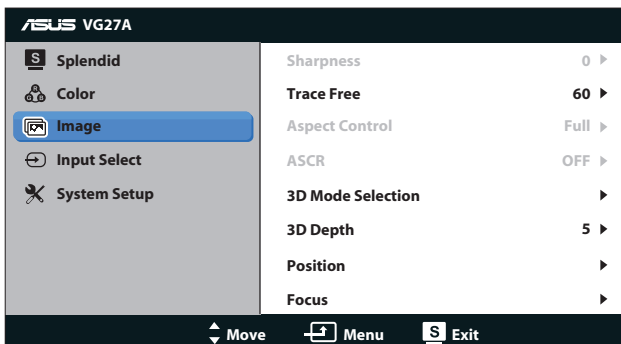 ASUS VG27A
S Splendid
Color
Image
Input Select
System Setup
Sharpness 0
Trace Free 60
Aspect Control Full
ASCR OFF
3D Mode Selection
3D Depth 5
Position
Focus
Move Menu S Exit